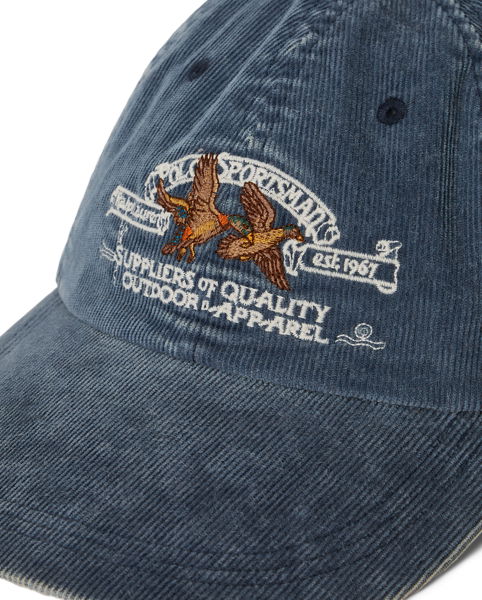 POLO SPORTSMAN'S
est. 1967
SUPPLIERS OF QUALITY
OUTDOOR APPAREL